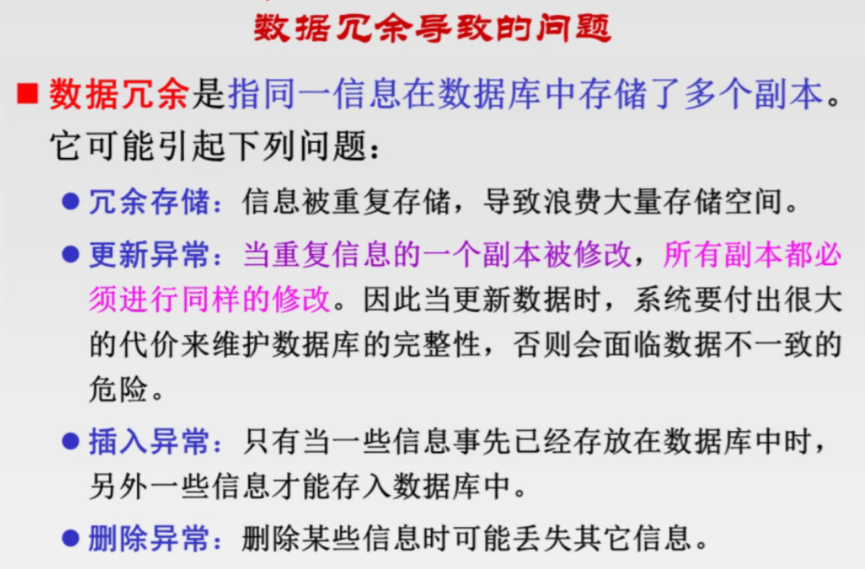 数据冗余导致的问题
■ 数据冗余是指同一信息在数据库中存储了多个副本。
它可能引起下列问题：
● 冗余存储：信息被重复存储，导致浪费大量存储空间。
● 更新异常：当重复信息的一个副本被修改，所有副本都必
须进行同样的修改。因此当更新数据时，系统要付出很大
的代价来维护数据库的完整性，否则会面临数据不一致的
危险。
● 插入异常：只有当一些信息事先已经存放在数据库中时，
另外一些信息才能存入数据库中。
● 删除异常：删除某些信息时可能丢失其它信息。